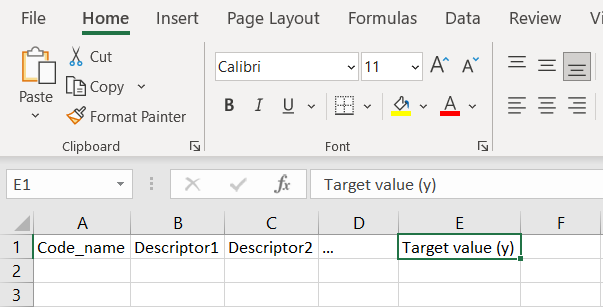 File Home Insert Page Layout Formulas Data Review
Cut
Copy
Format Painter
Paste
Clipboard
Calibri 11 A A
B I U A
Font
E1 fx Target value (y)
A B C D E F
1 Code_name Descriptor1 Descriptor2 ... Target value (y)
2
3